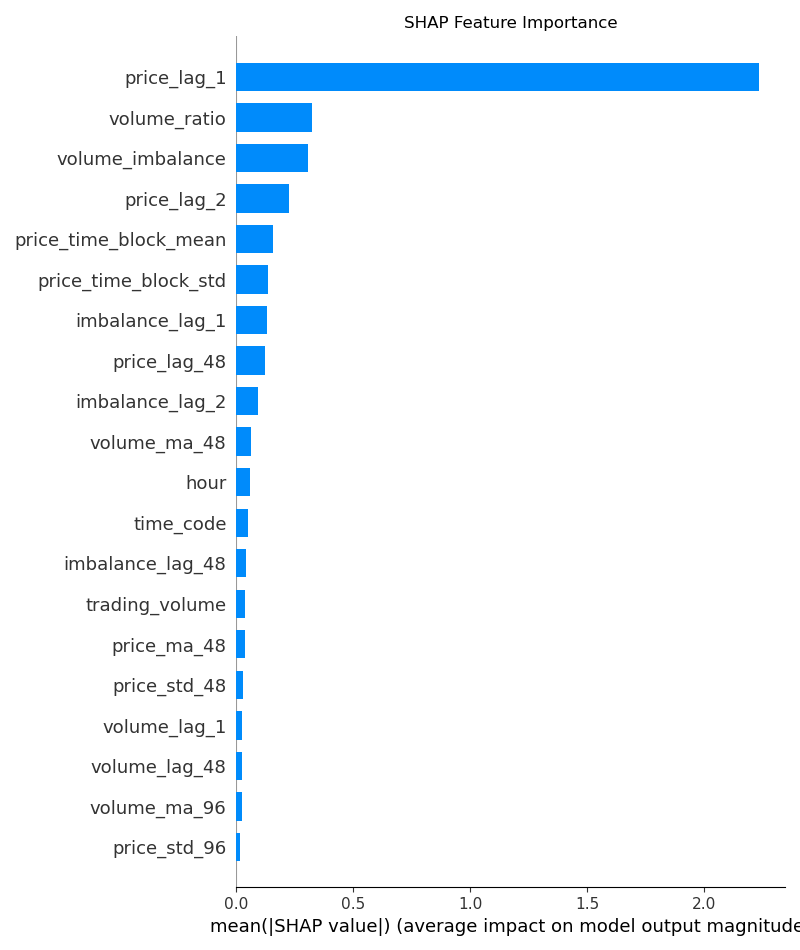 SHAP Feature Importance
price_lag_1
volume_ratio
volume_imbalance
price_lag_2
price_time_block_mean
price_time_block_std
imbalance_lag_1
price_lag_48
imbalance_lag_2
volume_ma_48
hour
time_code
imbalance_lag_48
trading_volume
price_ma_48
price_std_48
volume_lag_1
volume_lag_48
volume_ma_96
price_std_96
0.0 0.5 1.0 1.5 2.0
mean(|SHAP value|) (average impact on model output magnitude